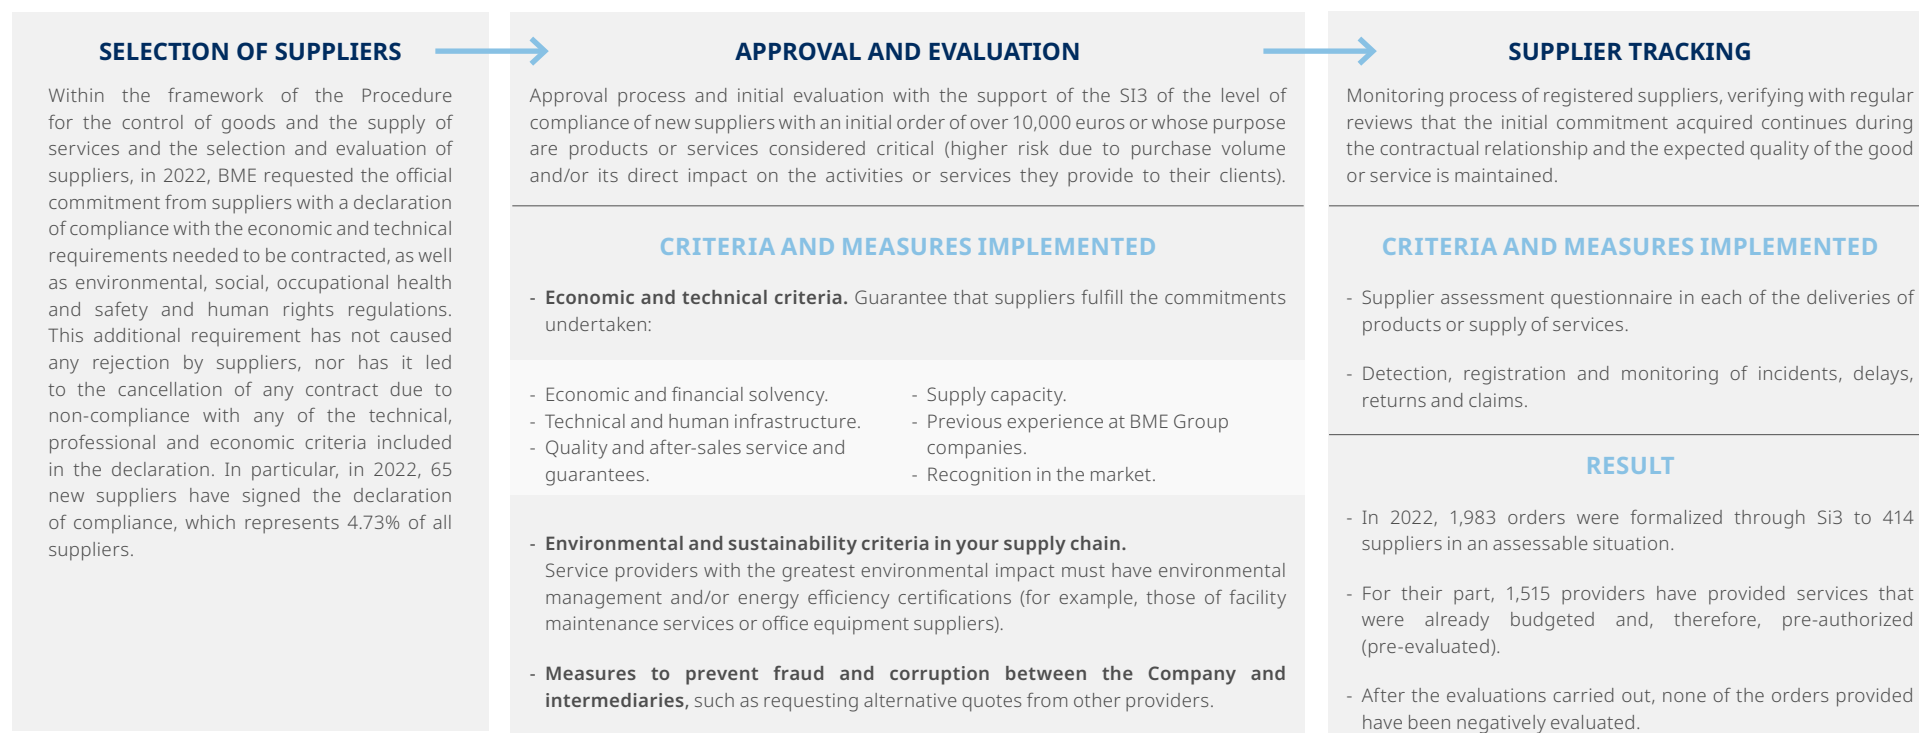 SELECTION OF SUPPLIERS
Within the framework of the Procedure
for the control of goods and the supply of
services and the selection and evaluation of
suppliers, in 2022, BME requested the official
commitment from suppliers with a declaration
of compliance with the economic and technical
requirements needed to be contracted, as well
as environmental, social, occupational health
and safety and human rights regulations.
This additional requirement has not caused
any rejection by suppliers, nor has it led
to the cancellation of any contract due to
non-compliance with any of the technical,
professional and economic criteria included
in the declaration. In particular, in 2022, 65
new suppliers have signed the declaration
of compliance, which represents 4.73% of all
suppliers.
APPROVAL AND EVALUATION
Approval process and initial evaluation with the support of the SI3 of the level of
compliance of new suppliers with an initial order of over 10,000 euros or whose purpose
are products or services considered critical (higher risk due to purchase volume
and/or its direct impact on the activities or services they provide to their clients).
CRITERIA AND MEASURES IMPLEMENTED
- Economic and technical criteria. Guarantee that suppliers fulfill the commitments
undertaken:
- Economic and financial solvency.
- Technical and human infrastructure.
- Quality and after-sales service and
guarantees.
- Supply capacity.
- Previous experience at BME Group
companies.
- Recognition in the market.
- Environmental and sustainability criteria in your supply chain.
Service providers with the greatest environmental impact must have environmental
management and/or energy efficiency certifications (for example, those of facility
maintenance services or office equipment suppliers).
- Measures to prevent fraud and corruption between the Company and
intermediaries, such as requesting alternative quotes from other providers.
SUPPLIER TRACKING
Monitoring process of registered suppliers, verifying with regular
reviews that the initial commitment acquired continues during
the contractual relationship and the expected quality of the good
or service is maintained.
CRITERIA AND MEASURES IMPLEMENTED
- Supplier assessment questionnaire in each of the deliveries of
products or supply of services.
- Detection, registration and monitoring of incidents, delays,
returns and claims.
RESULT
- In 2022, 1,983 orders were formalized through Si3 to 414
suppliers in an assessable situation.
- For their part, 1,515 providers have provided services that
were already budgeted and, therefore, pre-authorized
(pre-evaluated).
- After the evaluations carried out, none of the orders provided
have been negatively evaluated.